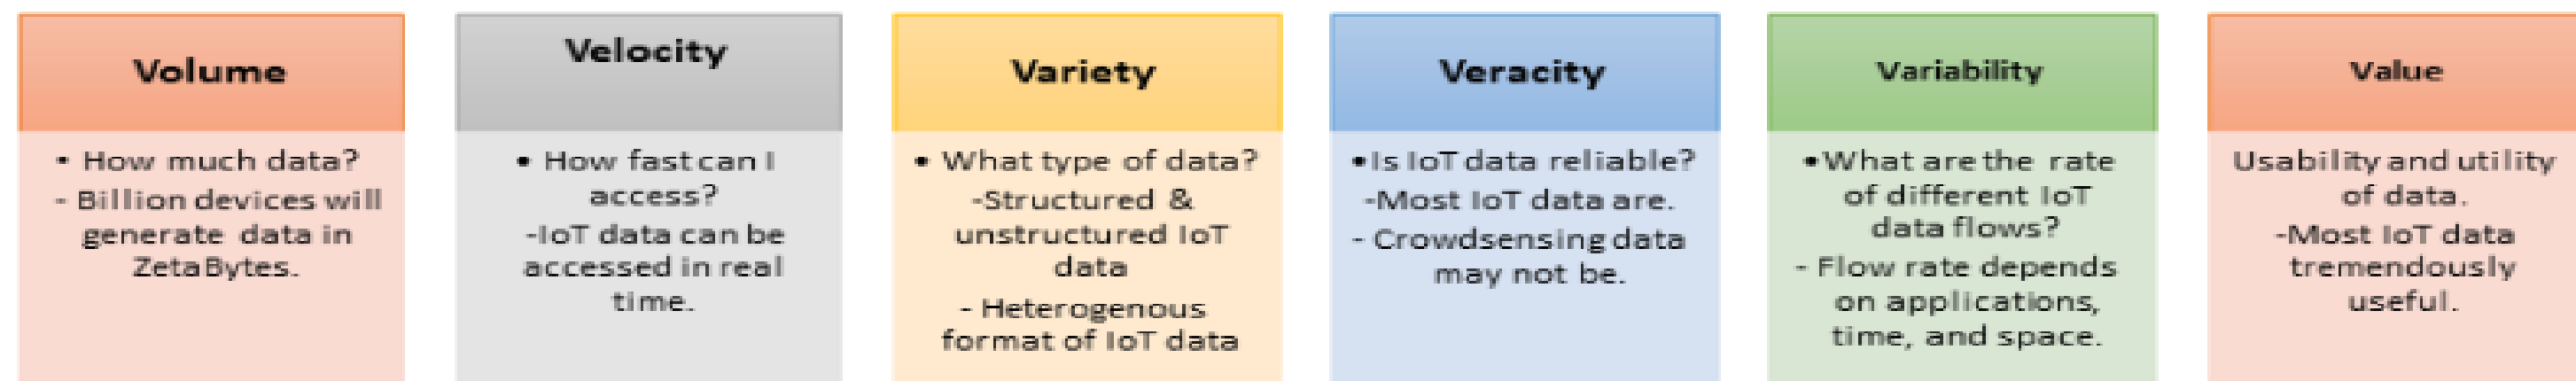 Volume
• How much data?
- Billion devices will
generate data in
ZetaBytes.
Velocity
• How fast can I
access?
-IoT data can be
accessed in real
time.
Variety
• What type of data?
-Structured &
unstructured IoT
data
- Heterogenous
format of IoT data
Veracity
•Is IoT data reliable?
-Most IoT data are.
- Crowdsensing data
may not be.
Variability
•What are the rate
of different IoT
data flows?
- Flow rate depends
on applications,
time, and space.
Value
Usability and utility
of data.
-Most IoT data
tremendously
useful.